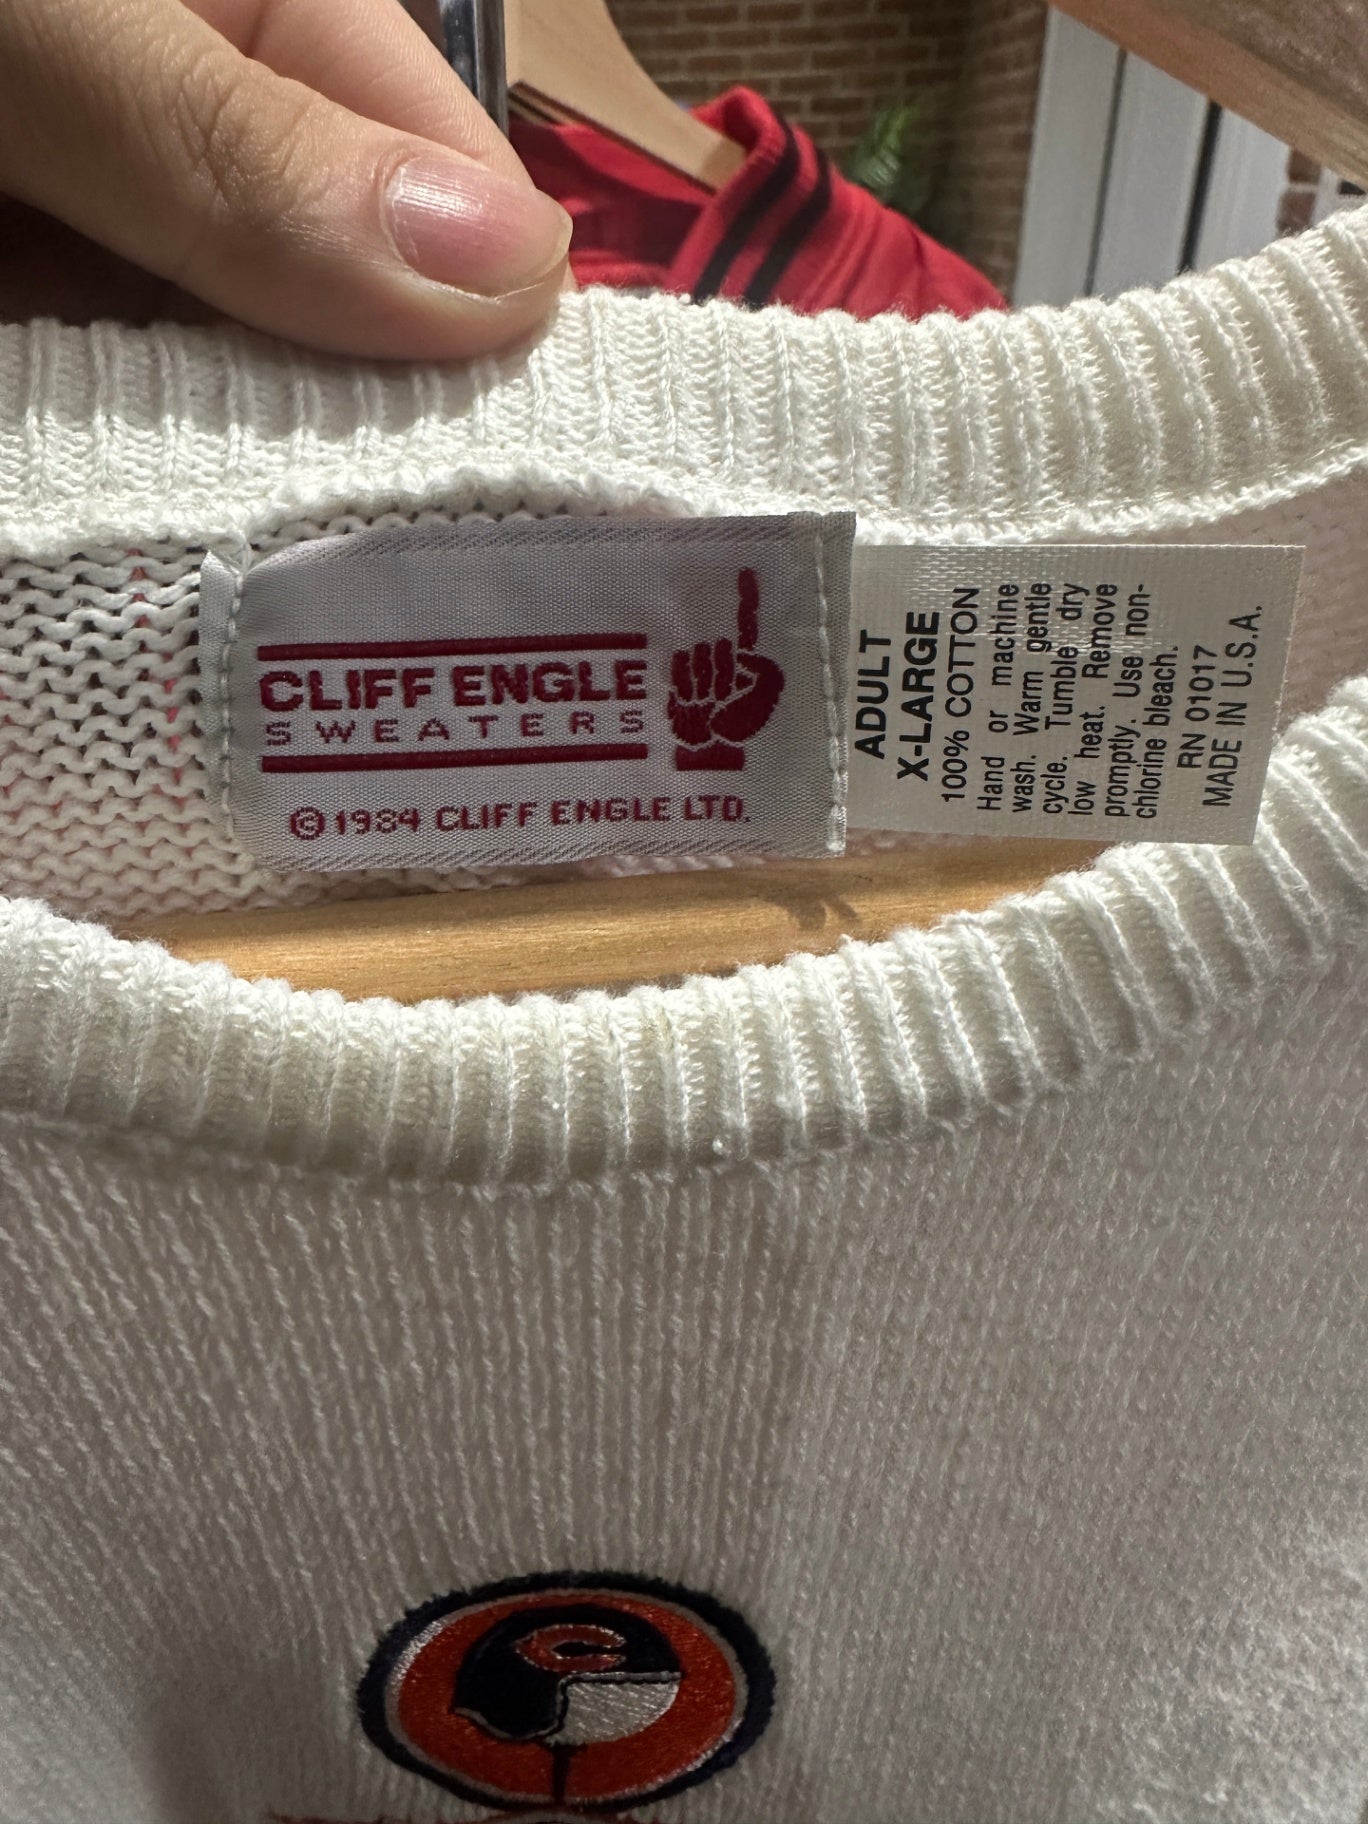 CLIFF ENGLE
SWEATERS
© 1984 CLIFF ENGLE LTD.
ADULT
X-LARGE
100% COTTON
Hand or machine
wash. Warm gentle
cycle. Tumble dry
low heat. Remove
promptly. Use non-
chlorine bleach.
RN 01017
MADE IN U.S.A.
C